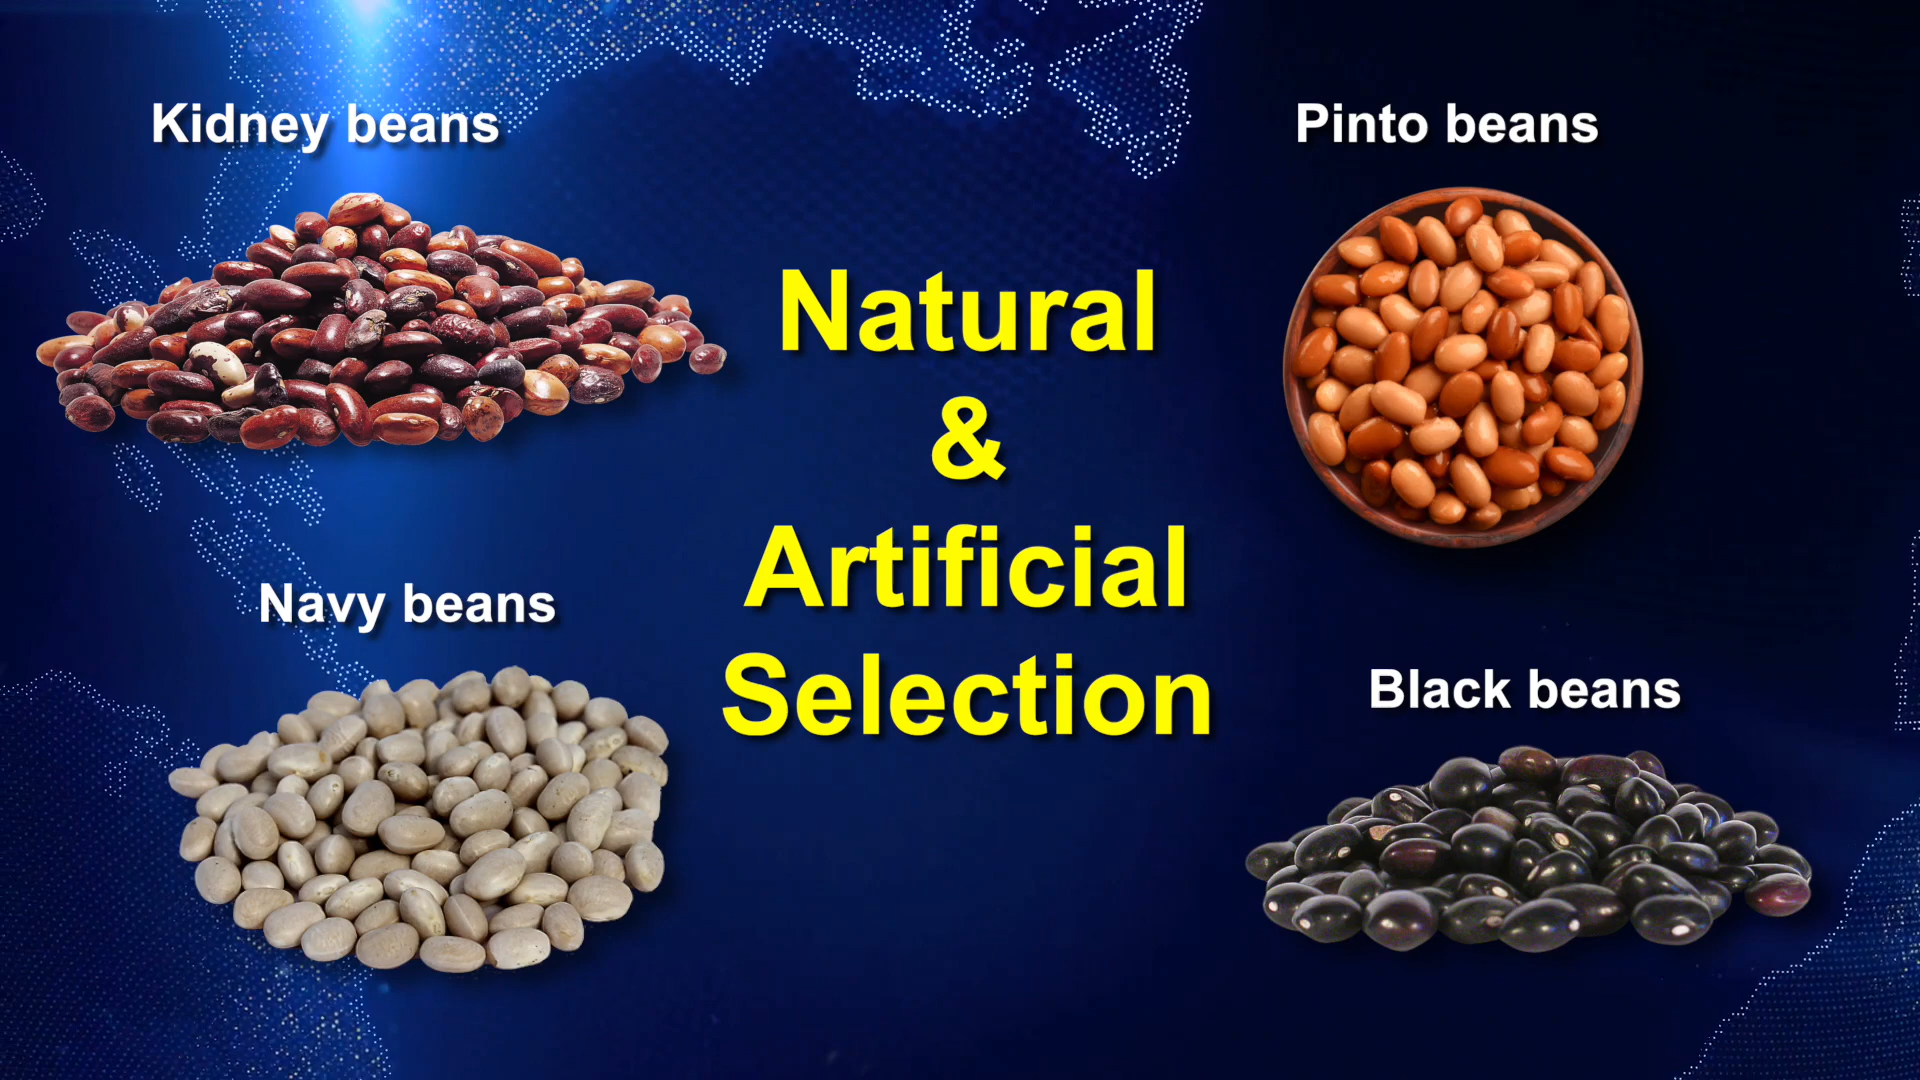 Kidney beans
Pinto beans
Natural
&
Artificial
Selection
Navy beans
Black beans